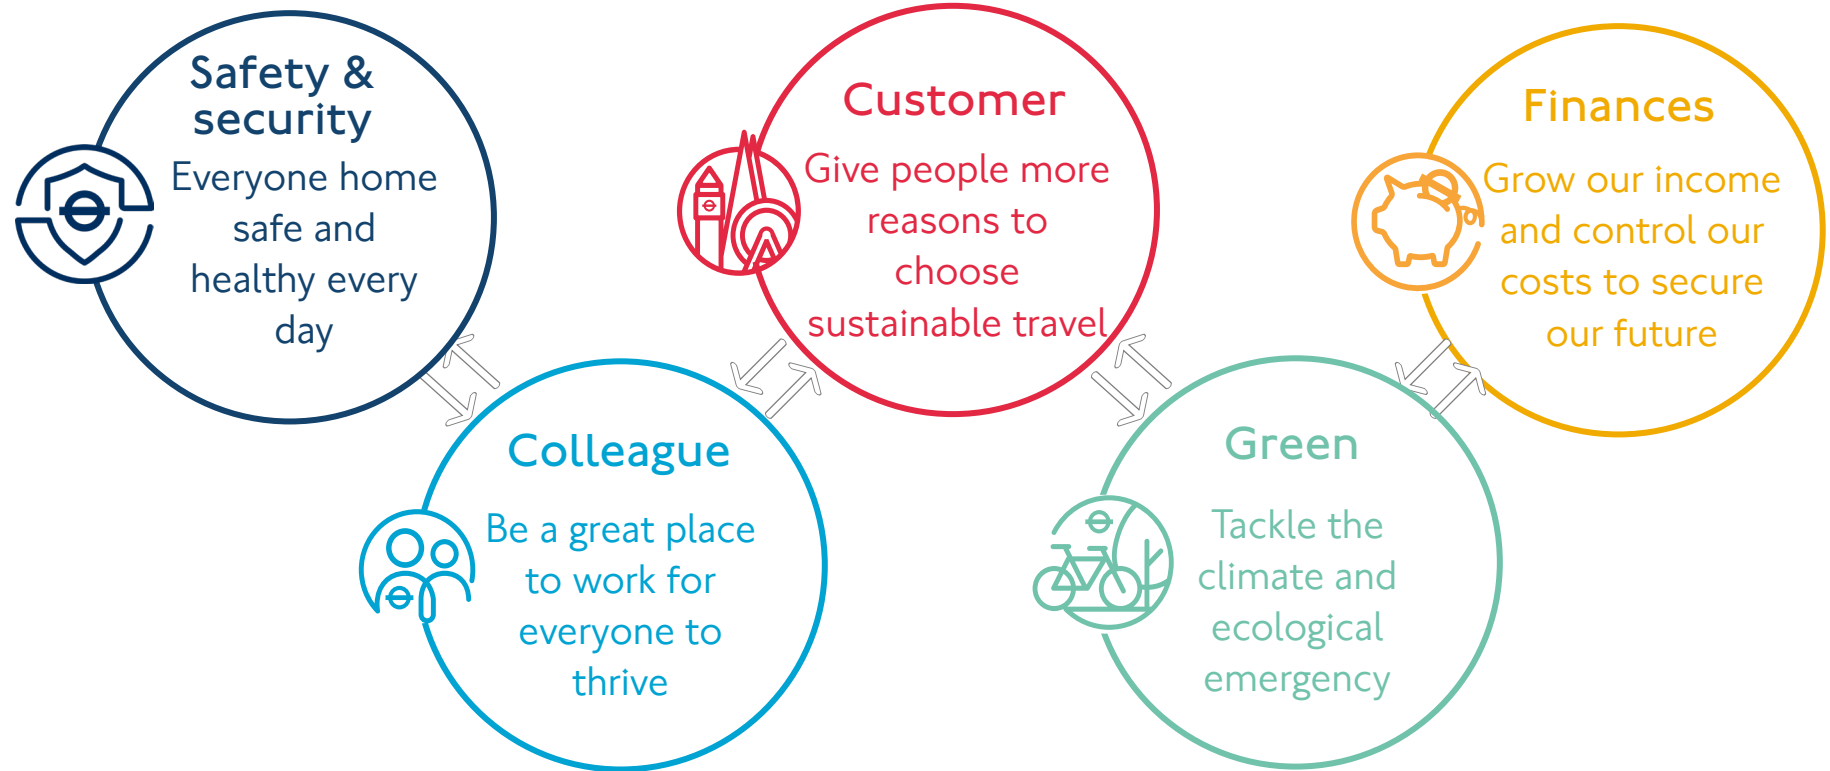 Safety &
security
Everyone home
safe and
healthy every
day
Colleague
Be a great place
to work for
everyone to
thrive
Customer
Give people more
reasons to
choose
sustainable travel
Green
Tackle the
climate and
ecological
emergency
Finances
Grow our income
and control our
costs to secure
our future